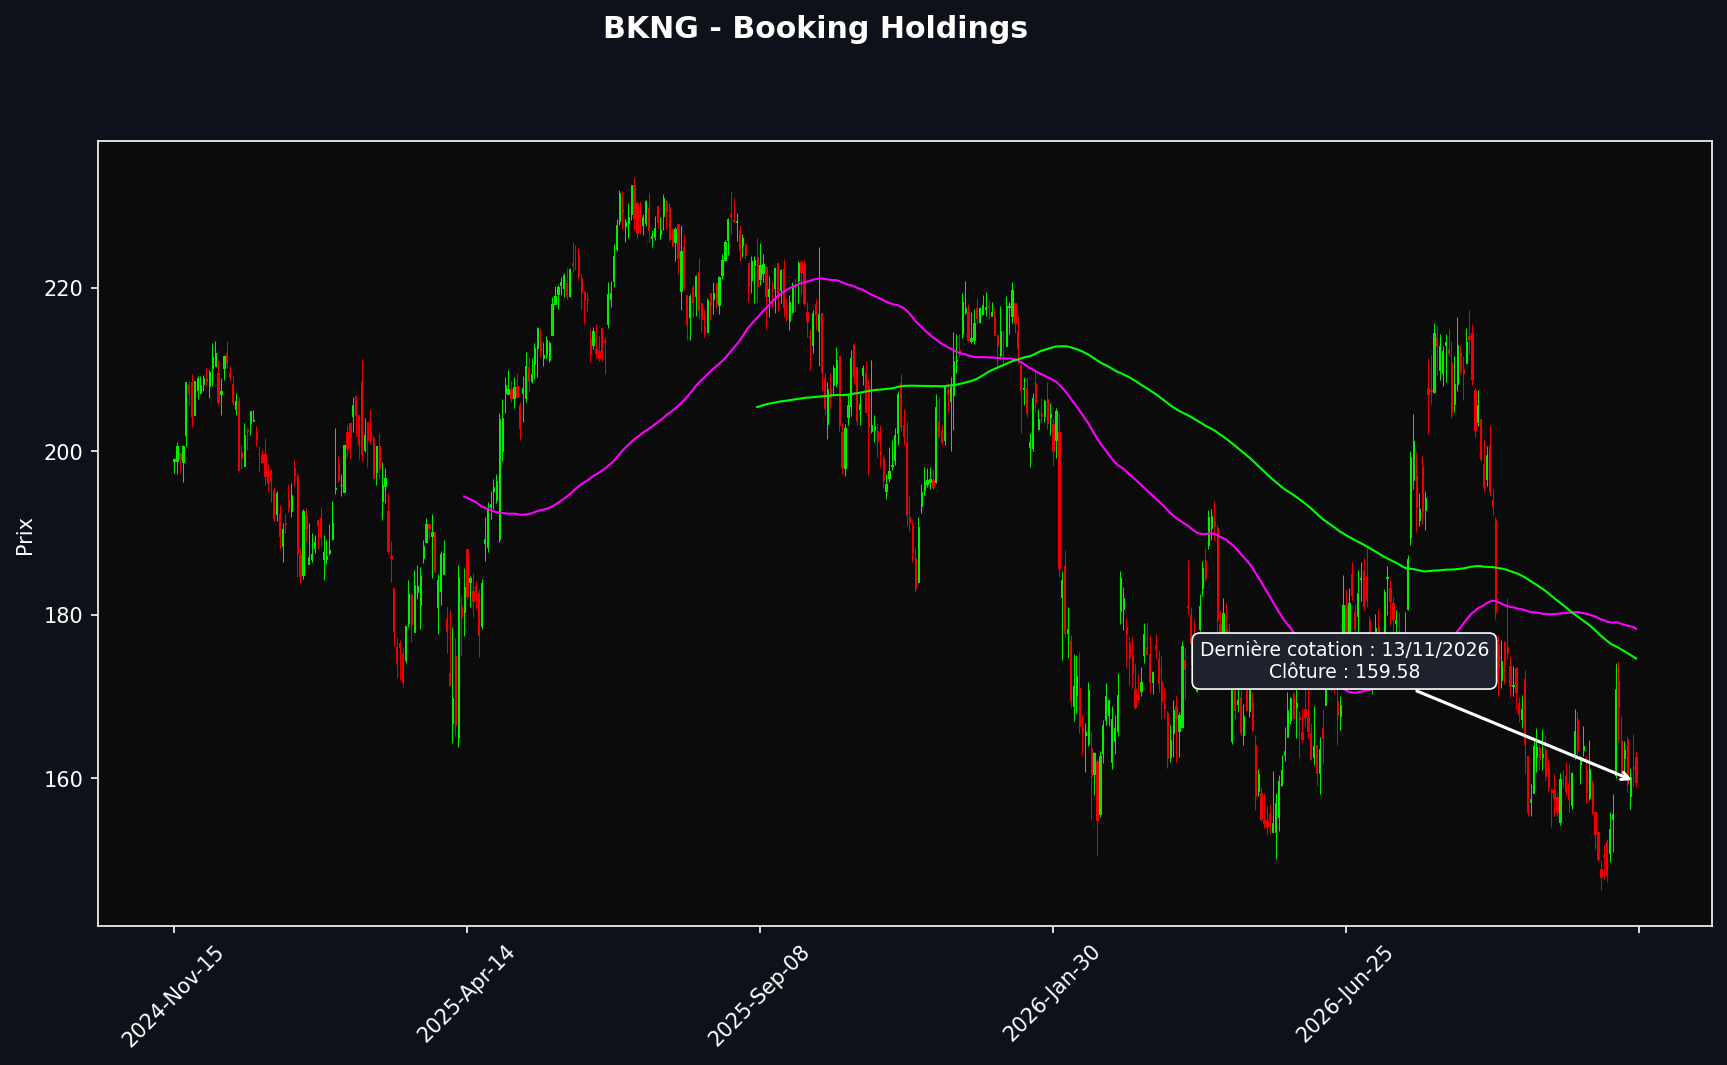 BKNG - Booking Holdings
Prix
220
200
180
160
Dernière cotation : 13/11/2026
Clôture : 159.58
2024-Nov-15
2025-Apr-14
2025-Sep-08
2026-Jan-30
2026-Jun-25